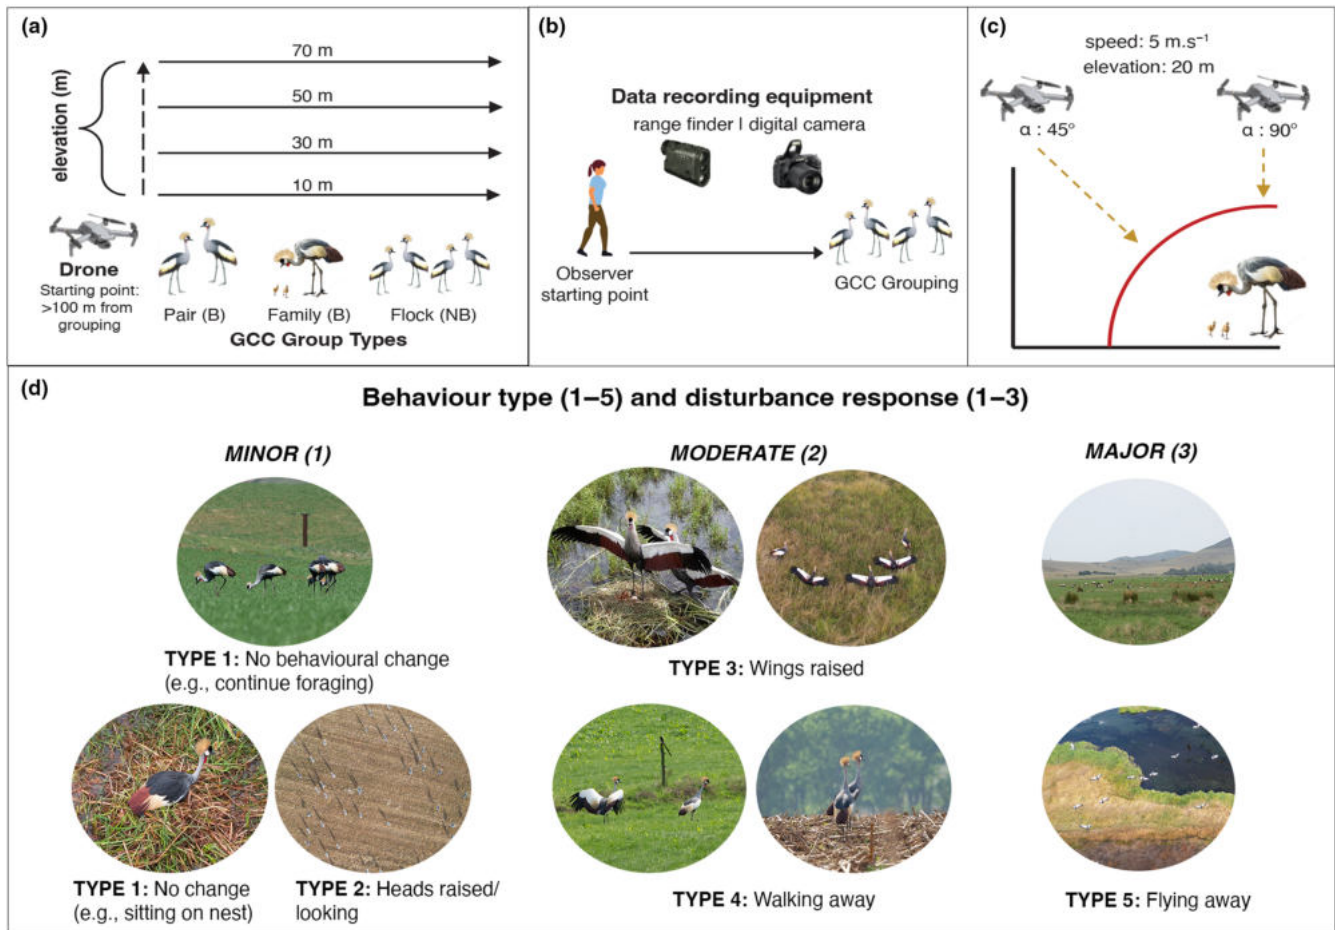 (a)
70 m
50 m
30 m
10 m
elevation (m)
Drone
Starting point:
>100 m from
grouping
Pair (B)
Family (B)
Flock (NB)
GCC Group Types
(b)
Data recording equipment
range finder | digital camera
Observer
starting point
GCC Grouping
(c)
speed: 5 m.s⁻¹
elevation: 20 m
α : 45°
α : 90°
(d)
Behaviour type (1–5) and disturbance response (1–3)
MINOR (1)
MODERATE (2)
MAJOR (3)
TYPE 1: No behavioural change
(e.g., continue foraging)
TYPE 3: Wings raised
TYPE 1: No change
(e.g., sitting on nest)
TYPE 2: Heads raised/
looking
TYPE 4: Walking away
TYPE 5: Flying away